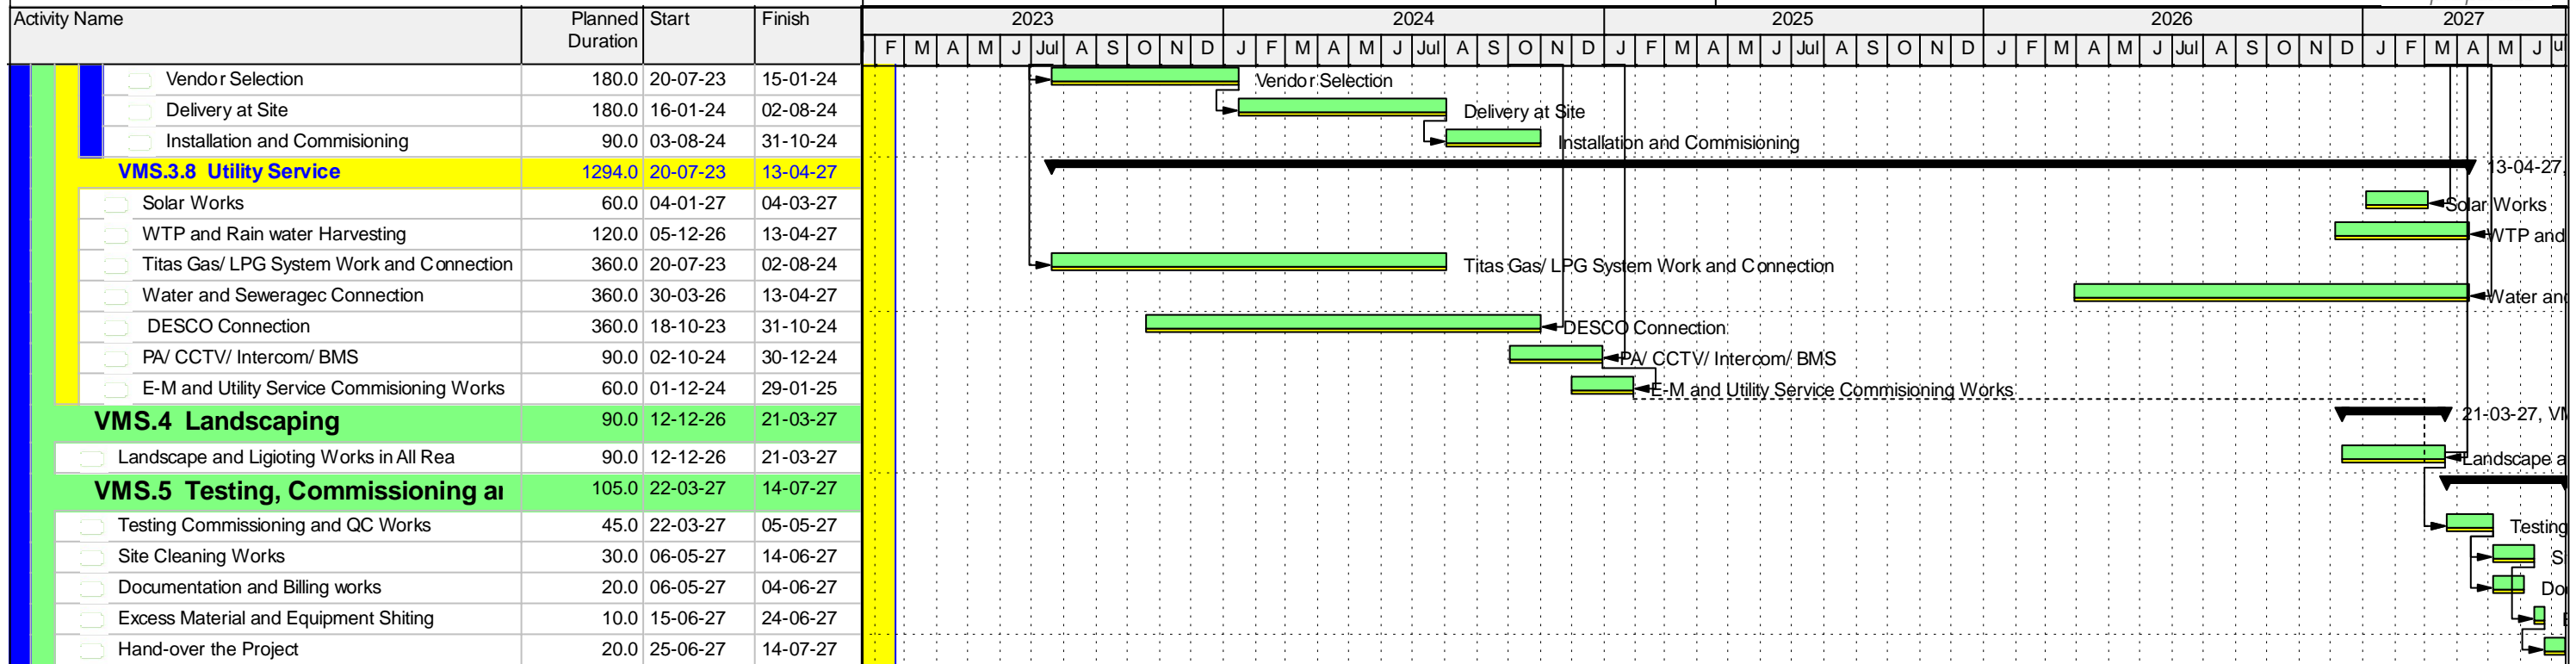 Activity Name Planned Start Finish 2023 2024 2025 2026 2027
Duration F M A M J Jul A S O N D J F M A M J Jul A S O N D J F M A M J Jul A S O N D J F M A M J Jul A S O N D J F M A M J
Vendor Selection 180.0 20-07-23 15-01-24 Vendor Selection
Delivery at Site 180.0 16-01-24 02-08-24 Delivery at Site
Installation and Commisioning 90.0 03-08-24 31-10-24 Installation and Commisioning
VMS.3.8 Utility Service 1294.0 20-07-23 13-04-27 13-04-27,
Solar Works 60.0 04-01-27 04-03-27 Solar Works
WTP and Rain water Harvesting 120.0 05-12-26 13-04-27 WTP and
Titas Gas/ LPG System Work and Connection 360.0 20-07-23 02-08-24 Titas Gas/ LPG System Work and Connection
Water and Seweragec Connection 360.0 30-03-26 13-04-27 Water and
DESCO Connection 360.0 18-10-23 31-10-24 DESCO Connection
PA/ CCTV/ Intercom/ BMS 90.0 02-10-24 30-12-24 PA/ CCTV/ Intercom/ BMS
E-M and Utility Service Commisioning Works 60.0 01-12-24 29-01-25 E-M and Utility Service Commisioning Works
VMS.4 Landscaping 90.0 12-12-26 21-03-27 21-03-27,
Landscape and Ligioting Works in All Rea 90.0 12-12-26 21-03-27 Landscape a
VMS.5 Testing, Commissioning 105.0 22-03-27 14-07-27
Testing Commissioning and QC Works 45.0 22-03-27 05-05-27 Testing
Site Cleaning Works 30.0 06-05-27 14-06-27 S
Documentation and Billing works 20.0 06-05-27 04-06-27 Do
Excess Material and Equipment Shiting 10.0 15-06-27 24-06-27
Hand-over the Project 20.0 25-06-27 14-07-27